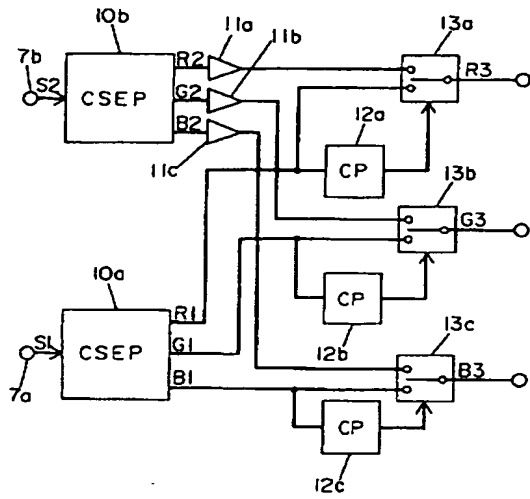 10b
11a
11b
13a
7b
S2
CSEP
R2
G2
B2
R3
12a
11c
CP
13b
G3
10a
CP
S1
CSEP
R1
G1
B1
12b
13c
B3
7a
CP
12c